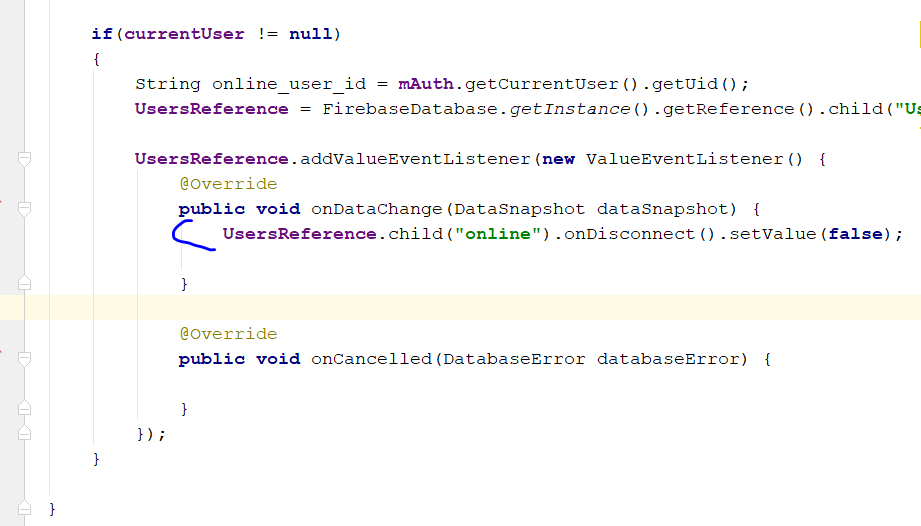 if(currentUser != null)
{
String online_user_id = mAuth.getCurrentUser().getUid();
UsersReference = FirebaseDatabase.getInstance().getReference().child("Us
UsersReference.addValueEventListener(new ValueEventListener() {
@Override
public void onDataChange(DataSnapshot dataSnapshot) {
UsersReference.child("online").onDisconnect().setValue(false);
}
@Override
public void onCancelled(DatabaseError databaseError) {
}
});
}
}